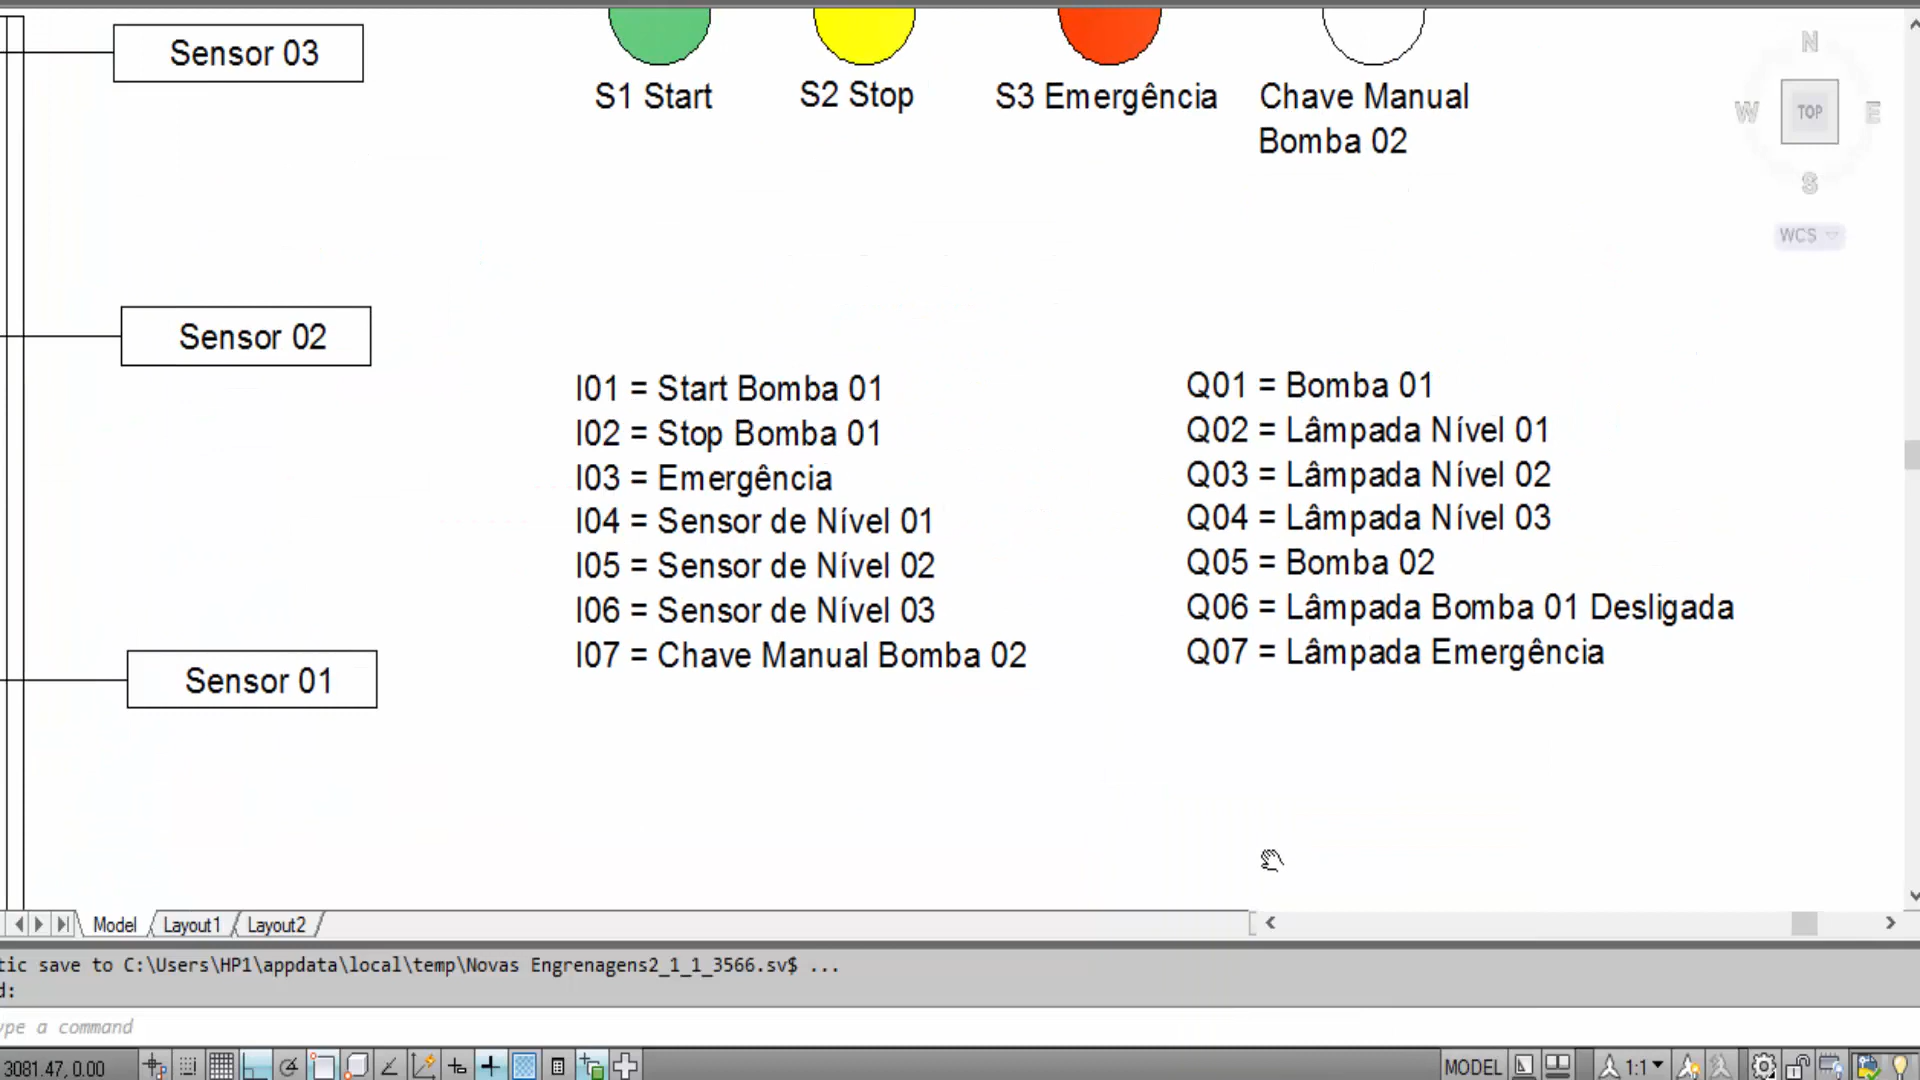 Sensor 03
S1 Start
S2 Stop
S3 Emergência
Chave Manual
Bomba 02
N
W
TOP
E
S
WCS
Sensor 02
I01 = Start Bomba 01
I02 = Stop Bomba 01
I03 = Emergência
I04 = Sensor de Nível 01
I05 = Sensor de Nível 02
I06 = Sensor de Nível 03
I07 = Chave Manual Bomba 02
Q01 = Bomba 01
Q02 = Lâmpada Nível 01
Q03 = Lâmpada Nível 02
Q04 = Lâmpada Nível 03
Q05 = Bomba 02
Q06 = Lâmpada Bomba 01 Desligada
Q07 = Lâmpada Emergência
Sensor 01
Model
Layout1
Layout2
tic save to C:\Users\HP1\appdata\local\temp\Novas Engrenagens2_1_1_3566.sv$ ...
d:
ype a command
3081.47, 0.00
MODEL
1:1